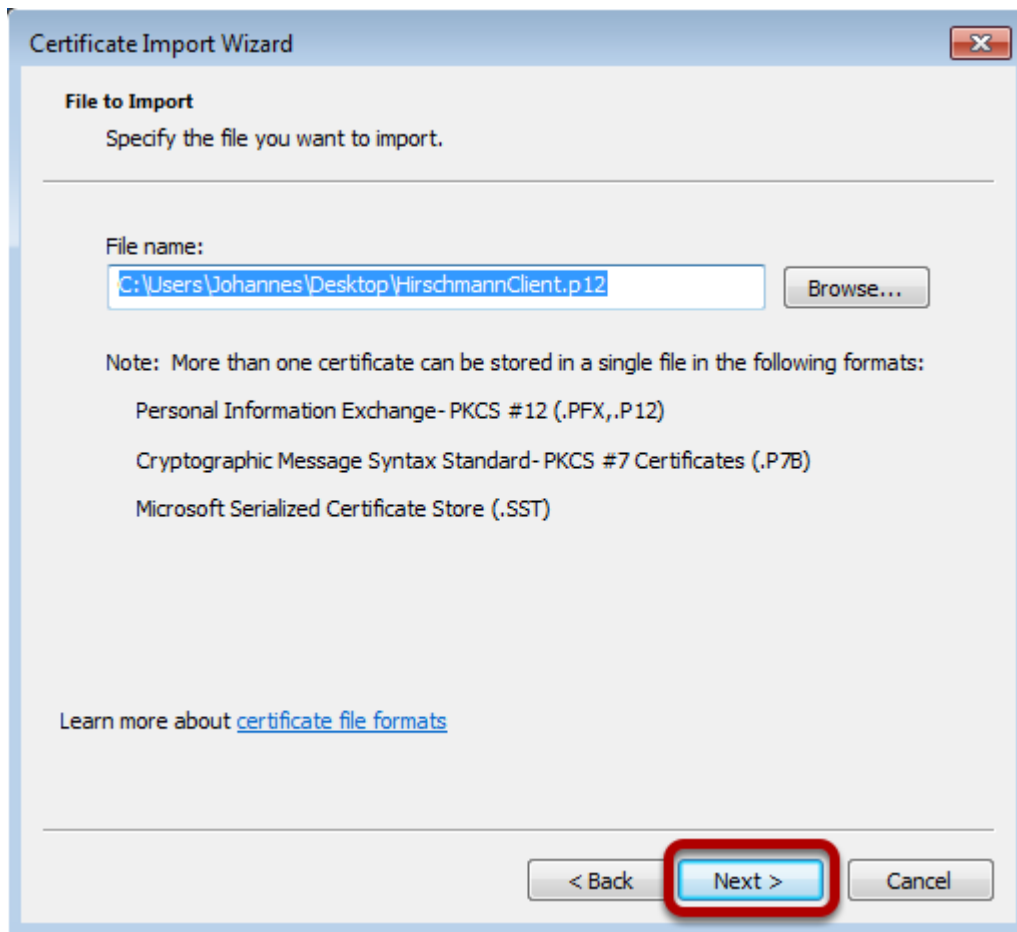 Certificate Import Wizard
File to Import
Specify the file you want to import.
File name:
C:\Users\Johannes\Desktop\HirschmannClient.p12
Browse...
Note: More than one certificate can be stored in a single file in the following formats:
Personal Information Exchange- PKCS #12 (.PFX,.P12)
Cryptographic Message Syntax Standard- PKCS #7 Certificates (.P7B)
Microsoft Serialized Certificate Store (.SST)
Learn more about certificate file formats
< Back Next > Cancel